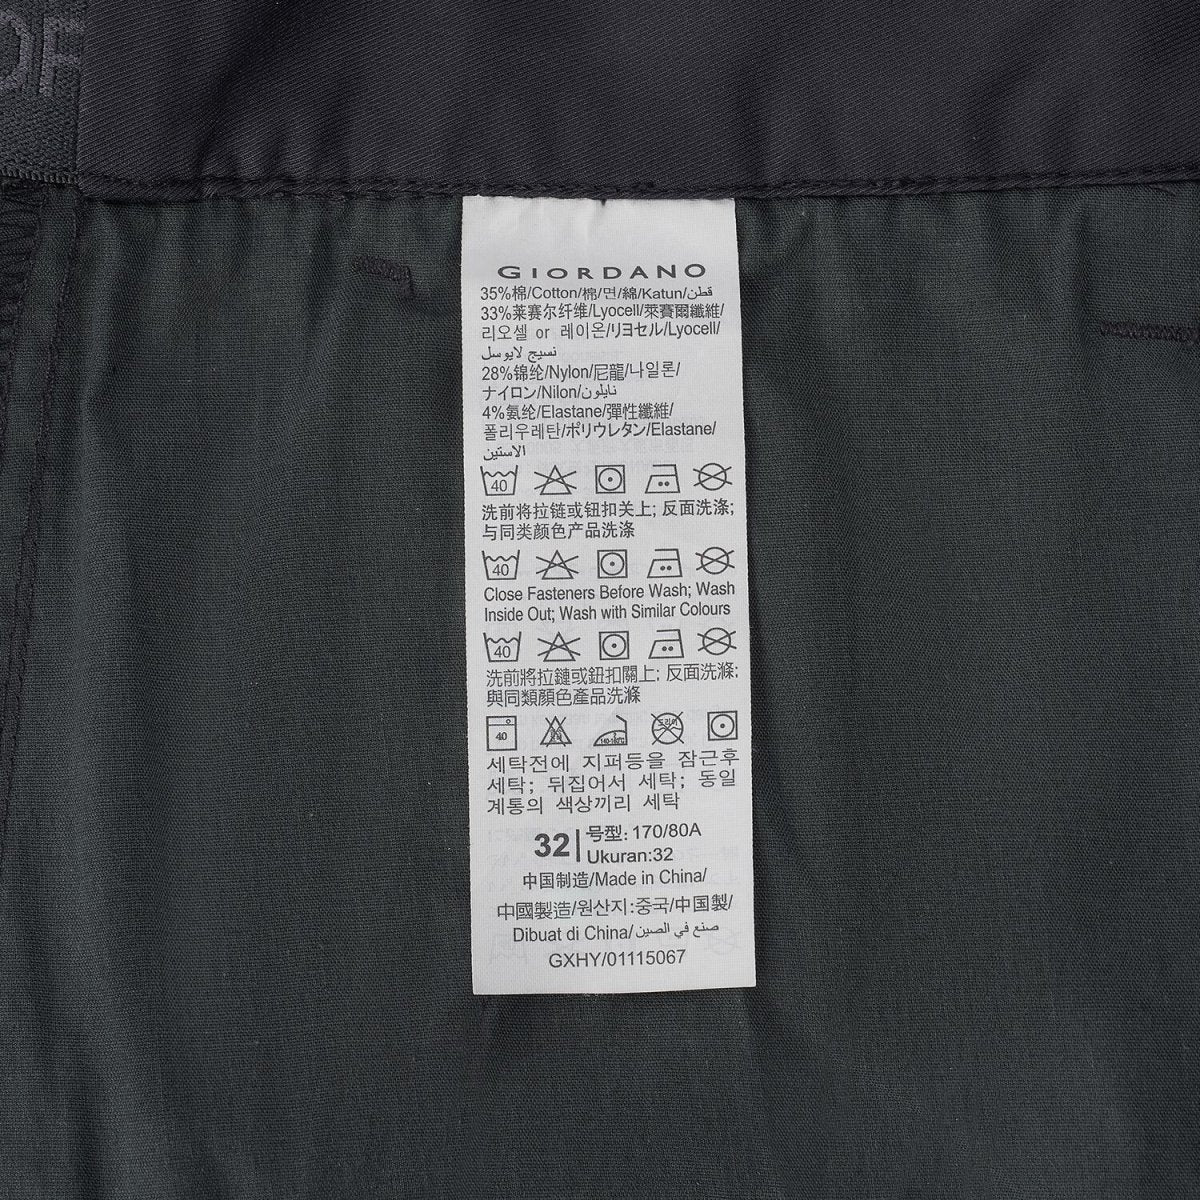 GIORDANO
35%棉/Cotton/棉/면/綿/Katun/قطن
33%莱赛尔纤维/Lyocell/萊賽爾纖維/
리오셀 or 레이온/リヨセル/Lyocell/
نسيج لايوسل
28%锦纶/Nylon/尼龍/나일론/
ナイロン/Nilon/نايلون
4%氨纶/Elastane/彈性纖維/
폴리우레탄/ポリウレタン/Elastane/
الاستين
40
洗前将拉链或钮扣关上; 反面洗涤;
与同类颜色产品洗涤
40
Close Fasteners Before Wash; Wash
Inside Out; Wash with Similar Colours
40
洗前將拉鏈或鈕扣關上; 反面洗滌;
與同類顏色產品洗滌
40 드라이
세탁전에 지퍼등을 잠근후
세탁; 뒤집어서 세탁; 동일
계통의 색상끼리 세탁
32 号型: 170/80A
Ukuran:32
中国制造/Made in China/
中國製造/원산지:중국/中国製/
Dibuat di China/صنع في الصين
GXHY/01115067